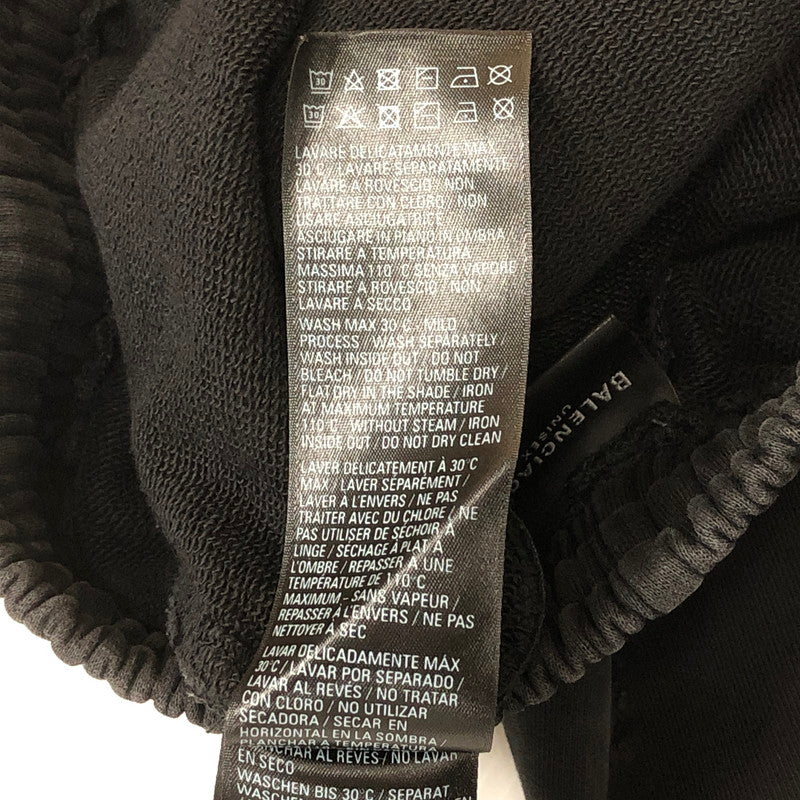 LAVARE DELICATAMENTE MAX
30°C / LAVARE SEPARATAMENTE
LAVARE A ROVESCIO / NON
TRATTARE CON CLORO / NON
USARE ASCIUGATRICE /
ASCIUGARE IN PIANO IN OMBRA
STIRARE A TEMPERATURA
MASSIMA 110°C SENZA VAPORE
STIRARE A ROVESCIO / NON
LAVARE A SECCO
WASH MAX 30°C - MILD
PROCESS / WASH SEPARATELY
WASH INSIDE OUT / DO NOT
BLEACH / DO NOT TUMBLE DRY /
FLAT DRY IN THE SHADE / IRON
AT MAXIMUM TEMPERATURE
110°C WITHOUT STEAM / IRON
INSIDE OUT / DO NOT DRY CLEAN
LAVER DÉLICATEMENT À 30°C
MAX / LAVER SÉPARÉMENT /
LAVER À L'ENVERS / NE PAS
TRAITER AVEC DU CHLORE / NE
PAS UTILISER DE SÉCHOIR À
LINGE / SÉCHAGE À PLAT À
L'OMBRE / REPASSER À UNE
TEMPÉRATURE DE 110°C
MAXIMUM - SANS VAPEUR /
REPASSER À L'ENVERS / NE PAS
NETTOYER À SEC
LAVAR DELICADAMENTE MÁX
30°C / LAVAR POR SEPARADO /
LAVAR AL REVÉS / NO TRATAR
CON CLORO / NO UTILIZAR
SECADORA / SECAR EN
HORIZONTAL EN LA SOMBRA /
PLANCHAR A TEMPERATURA
PLANCHAR AL REVÉS / NO LAVAR
EN SECO
WASCHEN BIS 30°C / SEPARAT
BALENCIAG
UNISEX